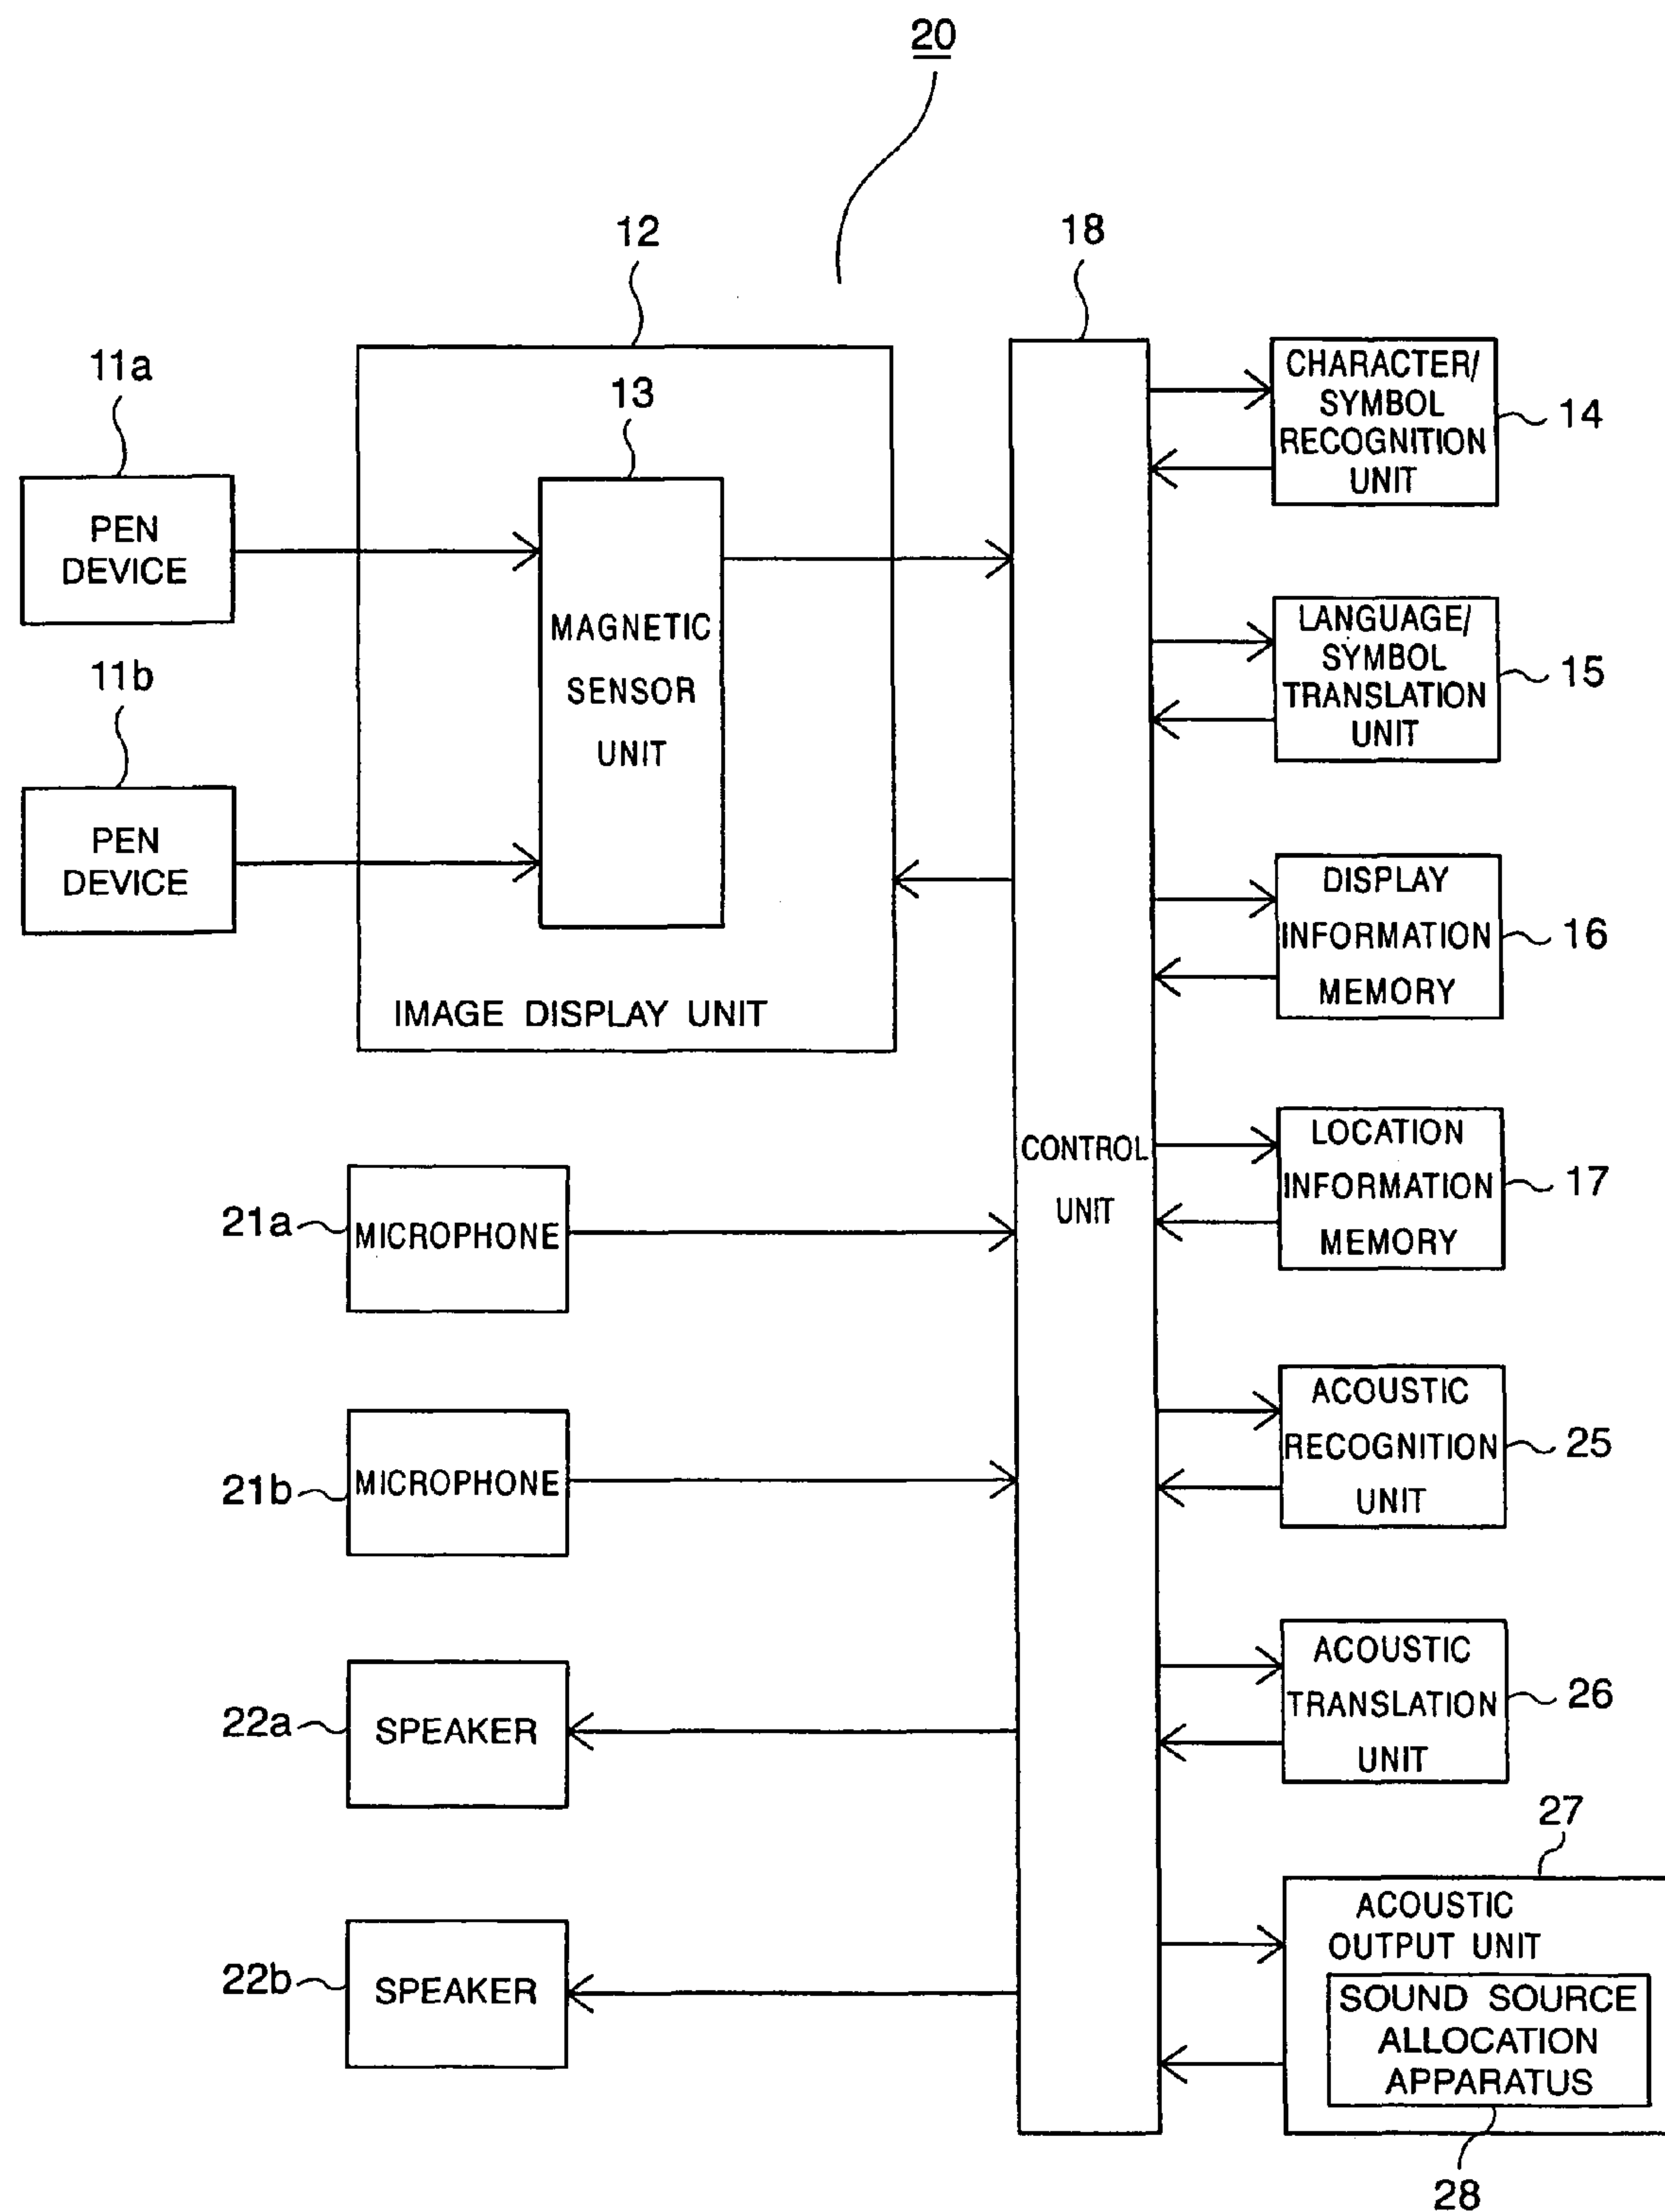 20
12
18
11a
13
CHARACTER/
SYMBOL
RECOGNITION
UNIT
14
PEN
DEVICE
MAGNETIC
SENSOR
UNIT
LANGUAGE/
SYMBOL
TRANSLATION
UNIT
15
11b
PEN
DEVICE
DISPLAY
INFORMATION
MEMORY
16
IMAGE DISPLAY UNIT
CONTROL
UNIT
LOCATION
INFORMATION
MEMORY
17
21a
MICROPHONE
ACOUSTIC
RECOGNITION
UNIT
25
21b
MICROPHONE
ACOUSTIC
TRANSLATION
UNIT
26
22a
SPEAKER
27
ACOUSTIC
OUTPUT UNIT
SOUND SOURCE
ALLOCATION
APPARATUS
22b
SPEAKER
28